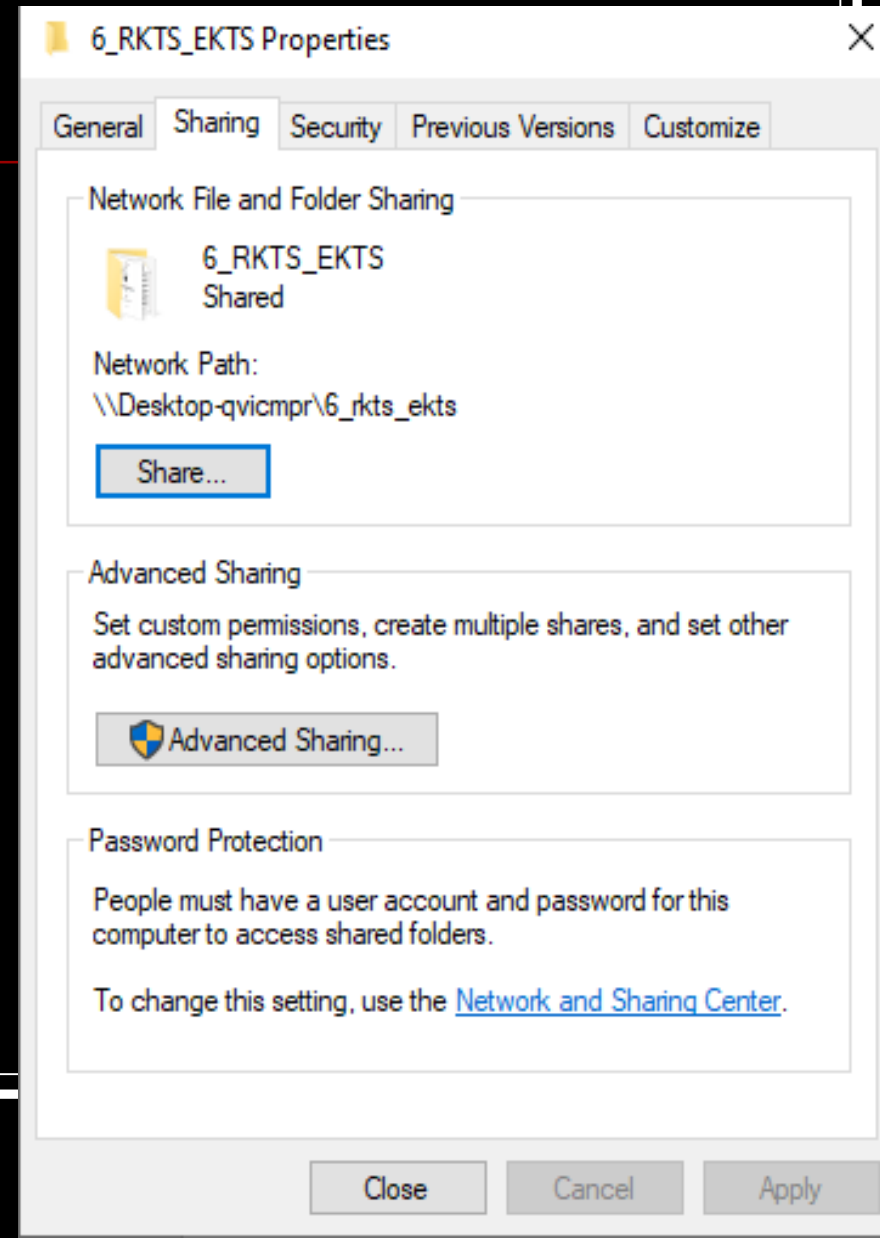 6_RKTS_EKTS Properties
General Sharing Security Previous Versions Customize
Network File and Folder Sharing
6_RKTS_EKTS
Shared
Network Path:
\\Desktop-qvicmpr\6_rkts_ekts
Share...
Advanced Sharing
Set custom permissions, create multiple shares, and set other
advanced sharing options.
Advanced Sharing...
Password Protection
People must have a user account and password for this
computer to access shared folders.
To change this setting, use the Network and Sharing Center.
Close Cancel Apply